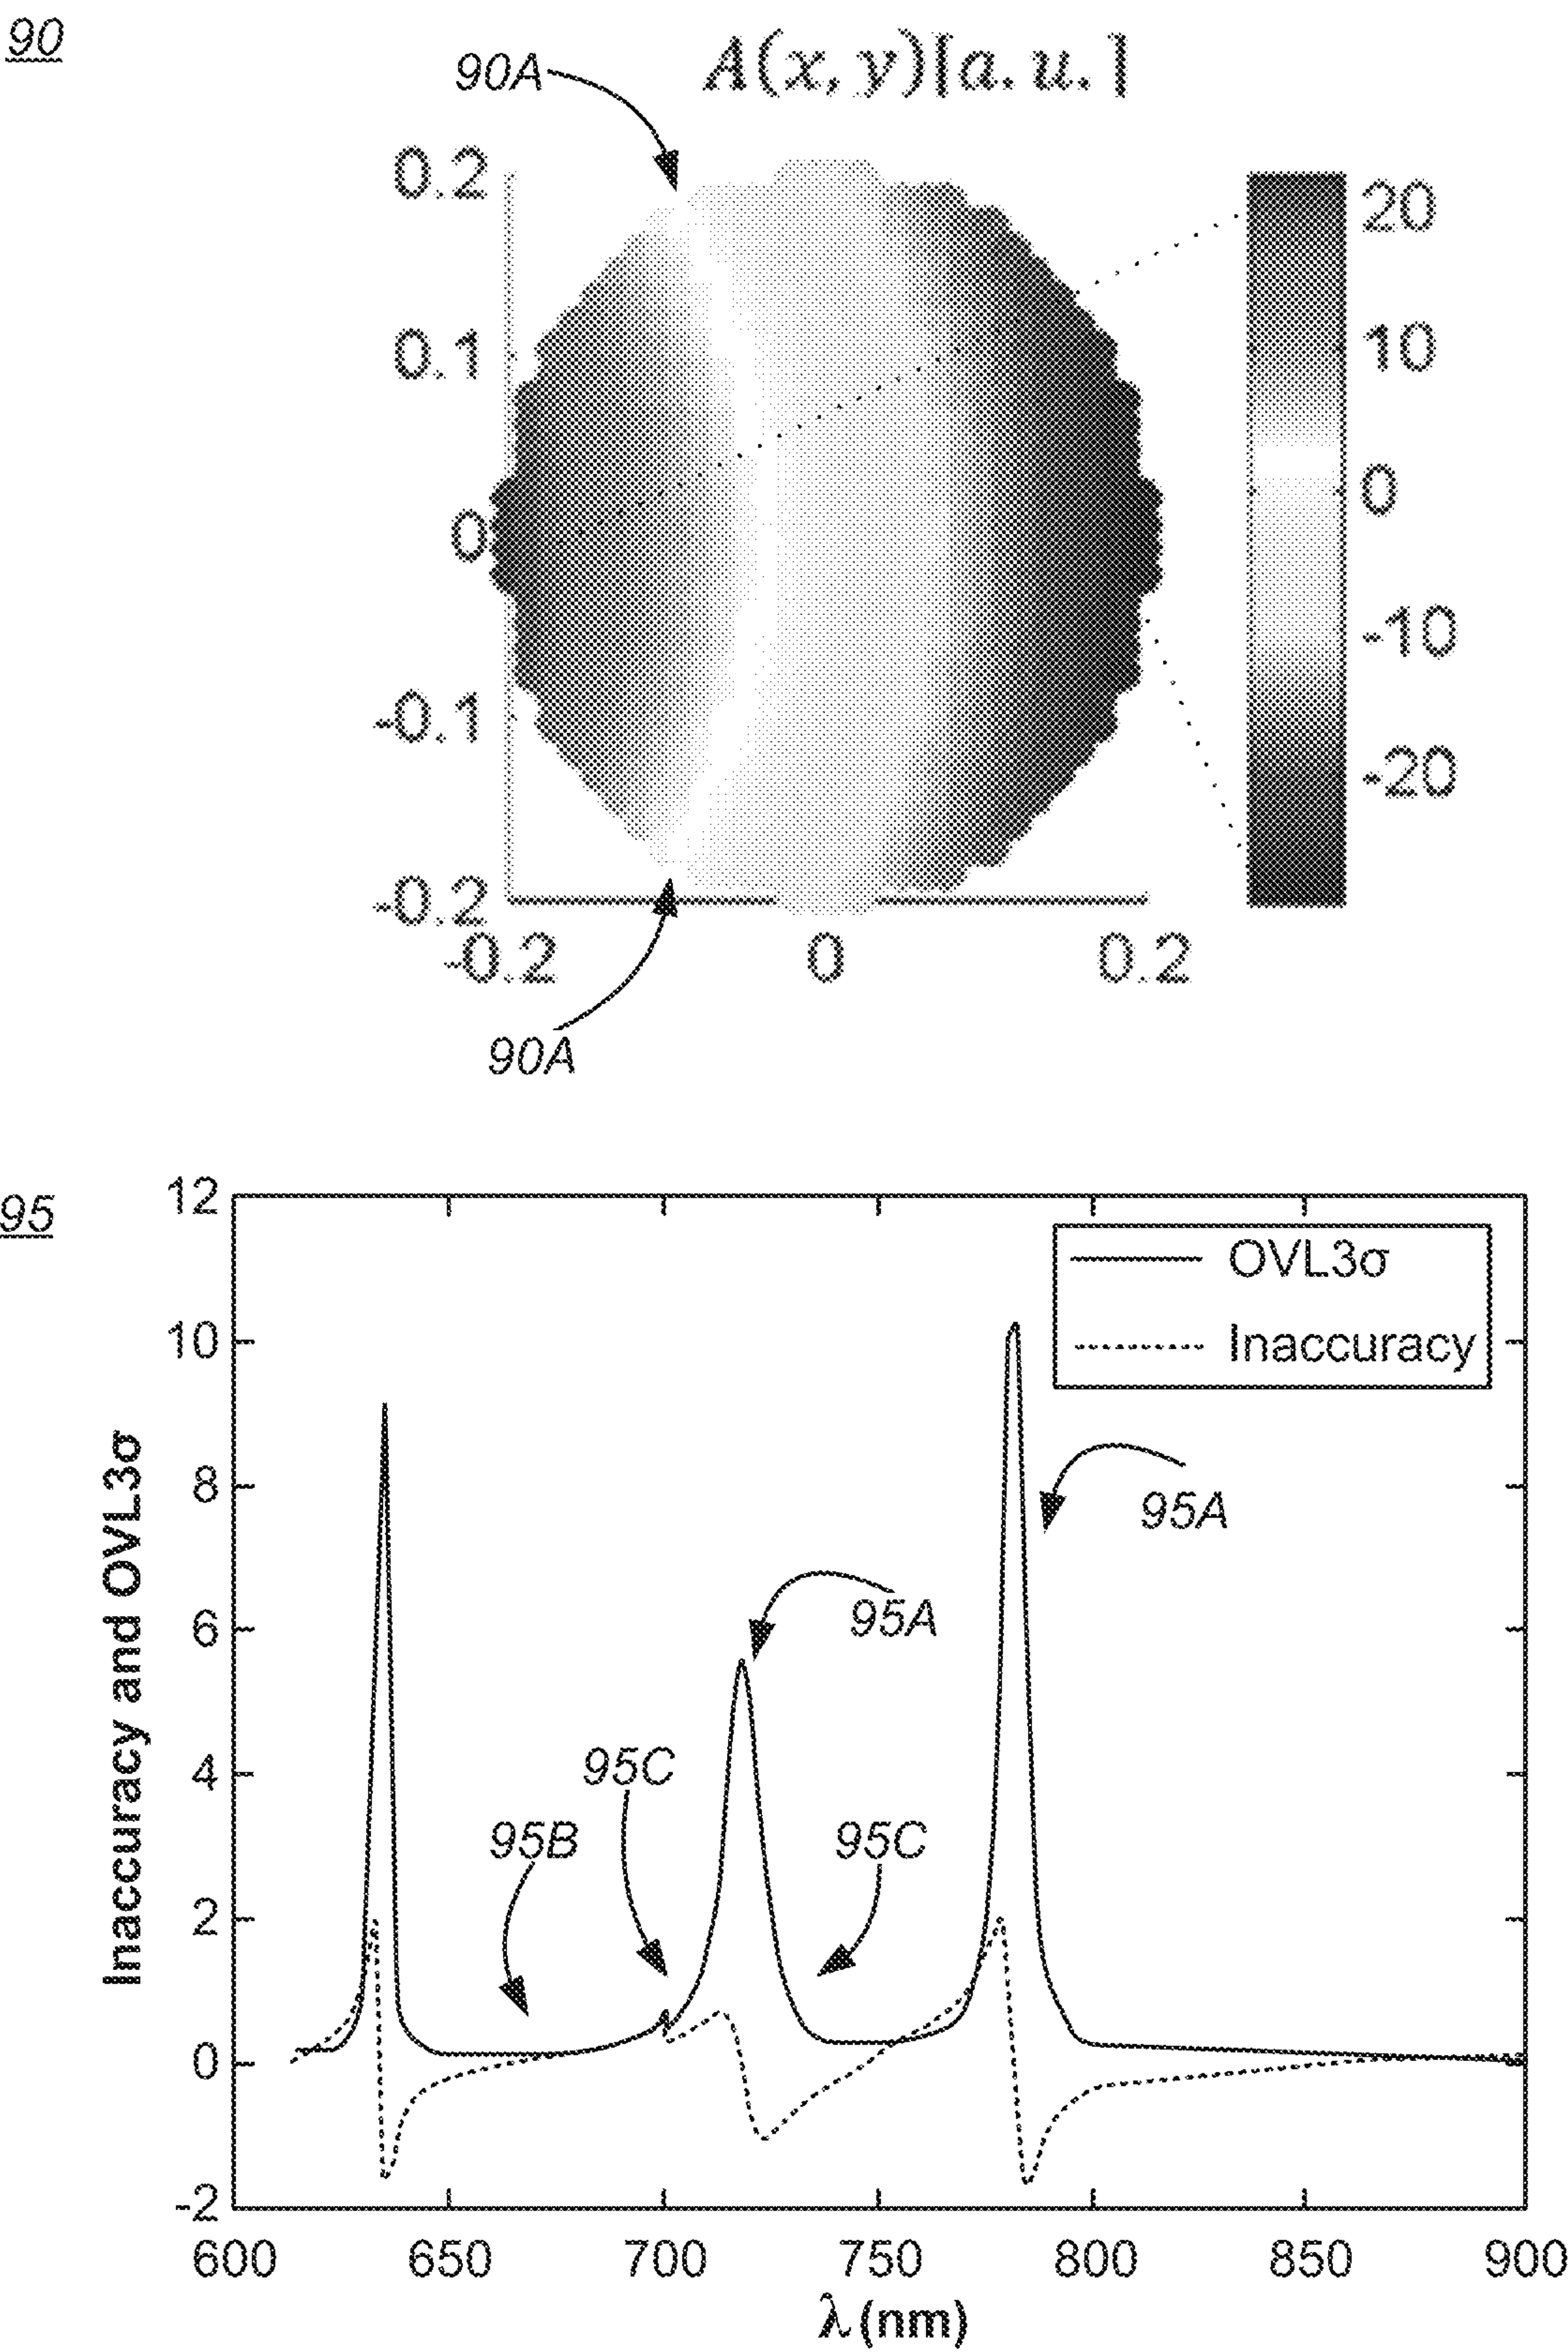 90
90A
A(x, y)[a. u. ]
0.2
0.1
0
-0.1
-0.2
-0.2 0 0.2
20
10
0
-10
-20
90A
95
12
10
8
6
4
2
0
-2
Inaccuracy and OVL3σ
OVL3σ
Inaccuracy
95A
95A
95C
95B
95C
600 650 700 750 800 850 900
λ (nm)